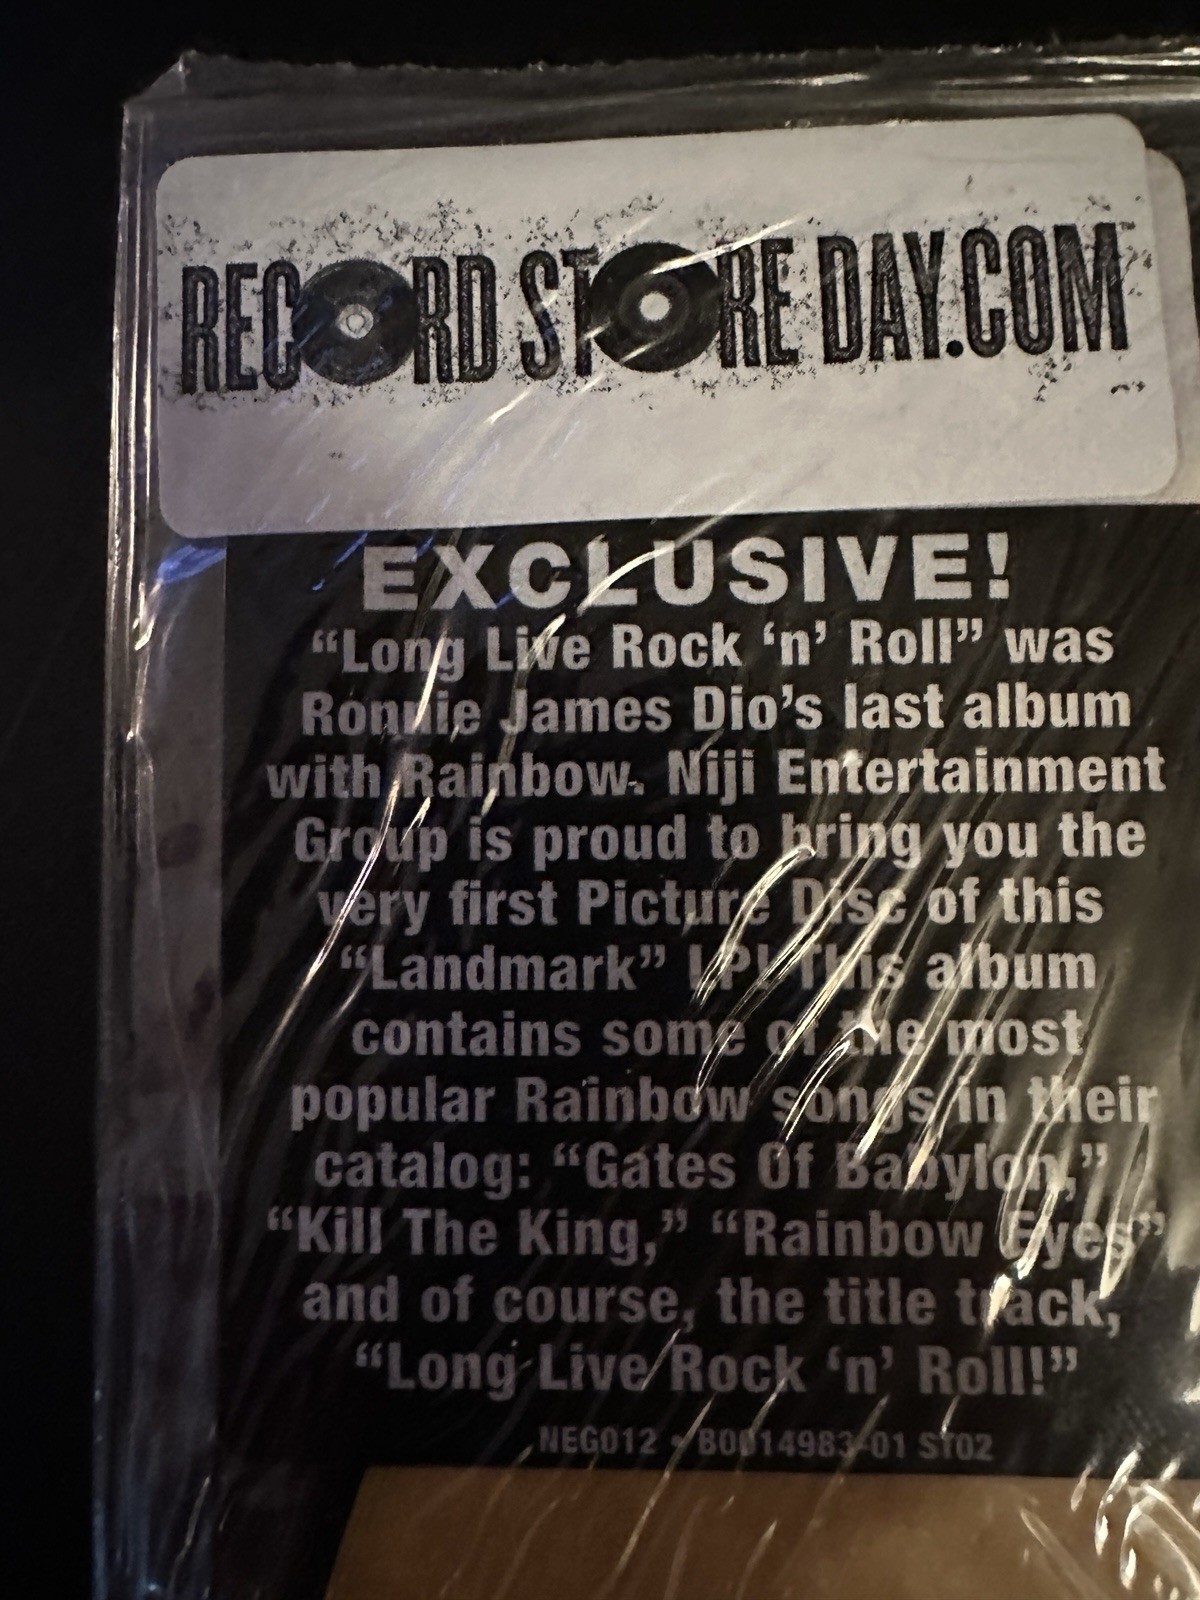 RECORD STORE DAY.COM
EXCLUSIVE!
“Long Live Rock ‘n’ Roll” was
Ronnie James Dio’s last album
with Rainbow. Niji Entertainment
Group is proud to bring you the
very first Picture Disc of this
“Landmark” LP! This album
contains some of the most
popular Rainbow songs in their
catalog: “Gates Of Babylon,”
“Kill The King,” “Rainbow Eyes”
and of course, the title track,
“Long Live Rock ‘n’ Roll!”
NEG012 • B0014983-01 ST02